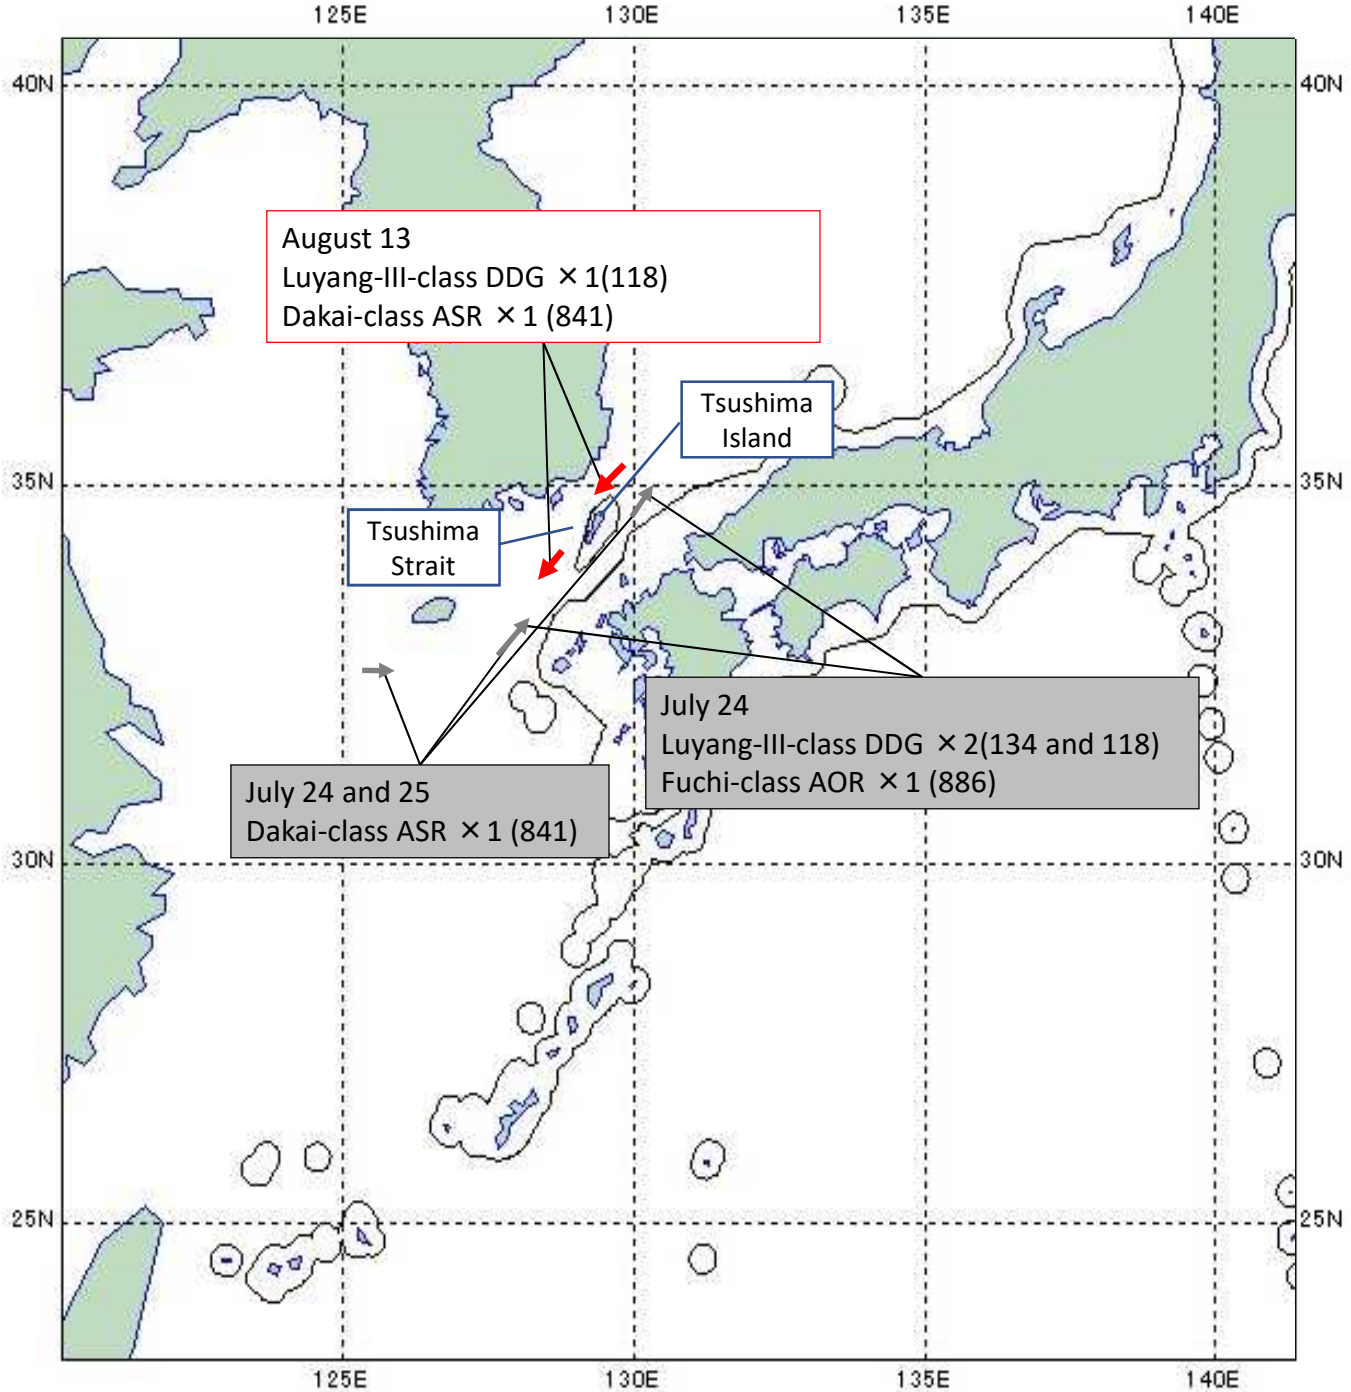 125E 130E 135E 140E
40N 40N
August 13
Luyang-III-class DDG ×1(118)
Dakai-class ASR ×1 (841)
Tsushima
Island
35N 35N
Tsushima
Strait
July 24
Luyang-III-class DDG ×2(134 and 118)
Fuchi-class AOR ×1 (886)
July 24 and 25
Dakai-class ASR ×1 (841)
30N 30N
25N 25N
125E 130E 135E 140E